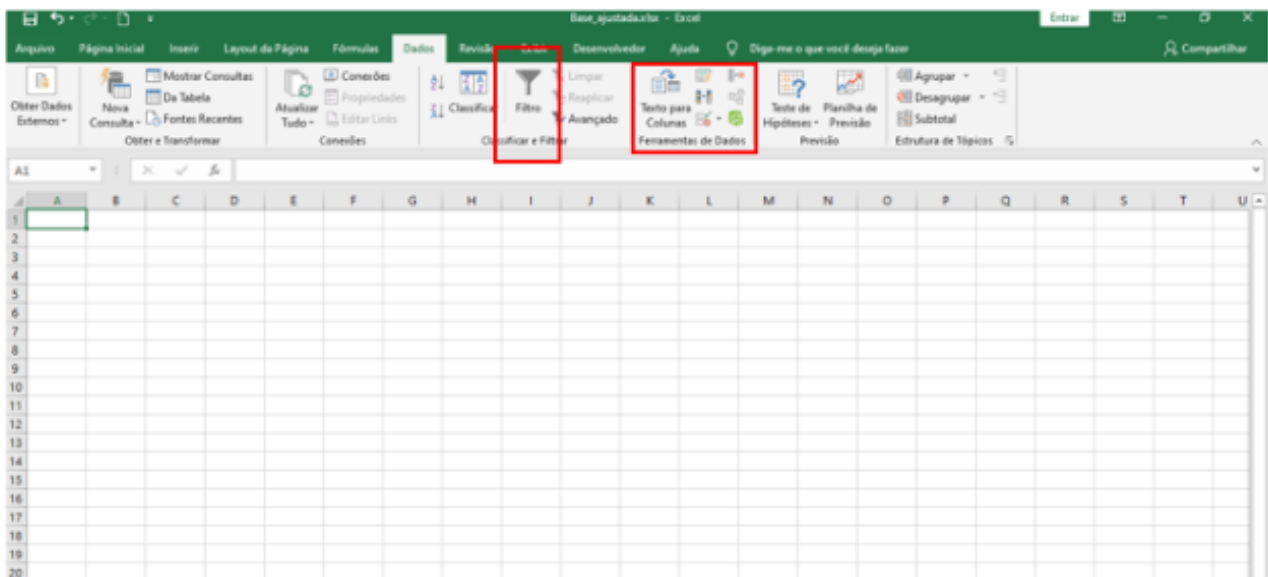 Base_ajustada.xlsx - Excel
Entrar
Arquivo Página Inicial Inserir Layout da Página Fórmulas Dados Revisão Exibir Desenvolvedor Ajuda Diga-me o que você deseja fazer Compartilhar
Obter Dados Externos
Nova Consulta
Mostrar Consultas
Da Tabela
Fontes Recentes
Obter e Transformar
Atualizar Tudo
Conexões
Propriedades
Editar Links
Conexões
Classificar
Filtro
Limpar
Reaplicar
Avançado
Classificar e Filtrar
Texto para Colunas
Ferramentas de Dados
Teste de Hipóteses
Planilha de Previsão
Previsão
Agrupar
Desagrupar
Subtotal
Estrutura de Tópicos
A1
fx
A B C D E F G H I J K L M N O P Q R S T U
1
2
3
4
5
6
7
8
9
10
11
12
13
14
15
16
17
18
19
20